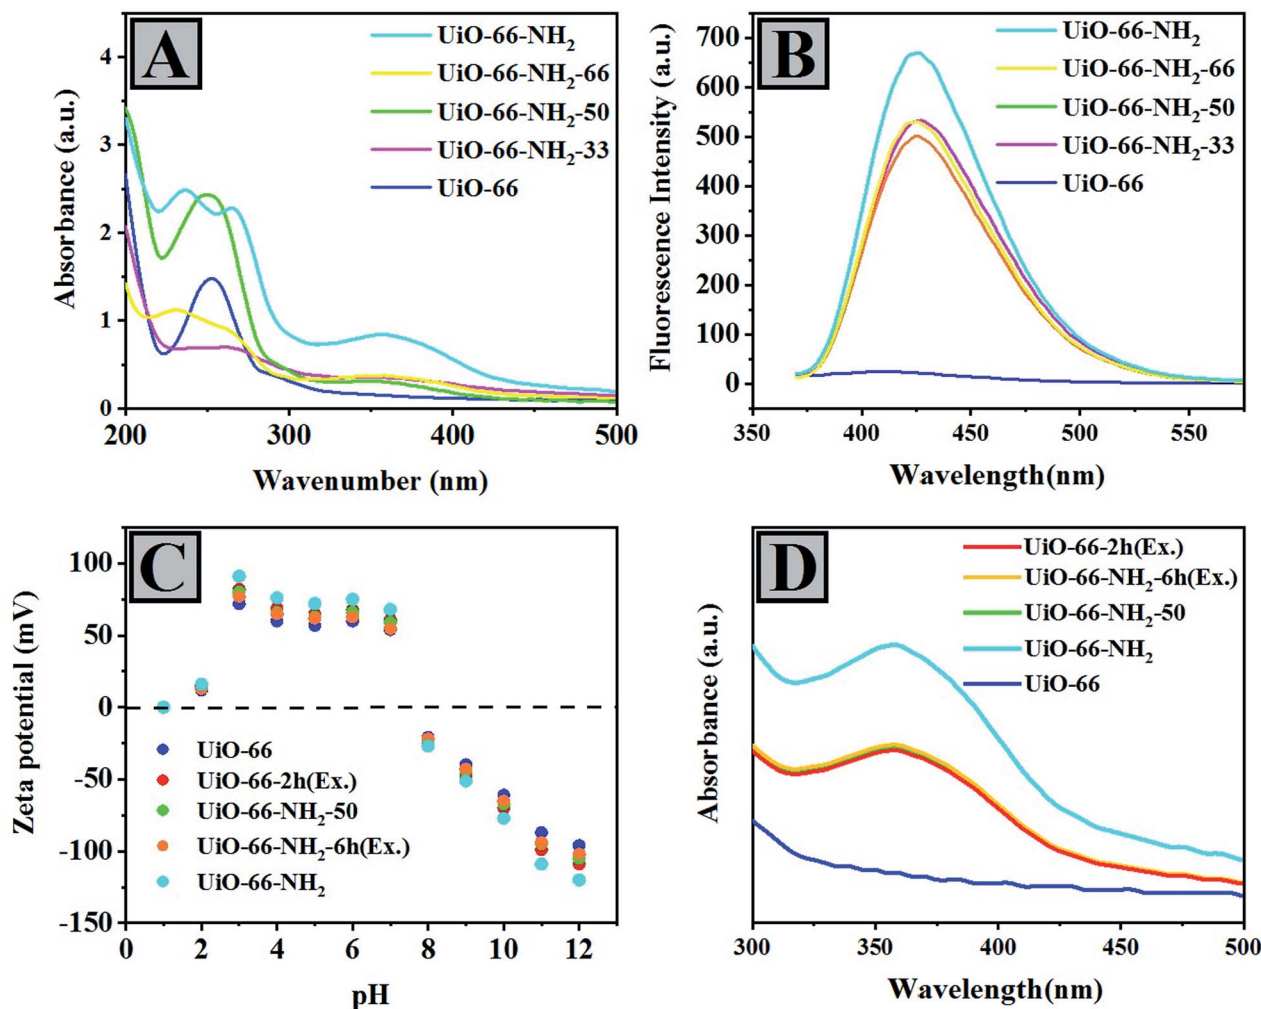 A
UiO-66-NH2
UiO-66-NH2-66
UiO-66-NH2-50
UiO-66-NH2-33
UiO-66
Absorbance (a.u.)
4
3
2
1
0
200
300
400
500
Wavenumber (nm)
B
UiO-66-NH2
UiO-66-NH2-66
UiO-66-NH2-50
UiO-66-NH2-33
UiO-66
Fluorescence Intensity (a.u.)
700
600
500
400
300
200
100
0
350
400
450
500
550
Wavelength(nm)
C
Zeta potential (mV)
100
50
0
-50
-100
-150
UiO-66
UiO-66-2h(Ex.)
UiO-66-NH2-50
UiO-66-NH2-6h(Ex.)
UiO-66-NH2
0
2
4
6
8
10
12
pH
D
UiO-66-2h(Ex.)
UiO-66-NH2-6h(Ex.)
UiO-66-NH2-50
UiO-66-NH2
UiO-66
Absorbance (a.u.)
300
350
400
450
500
Wavelength(nm)